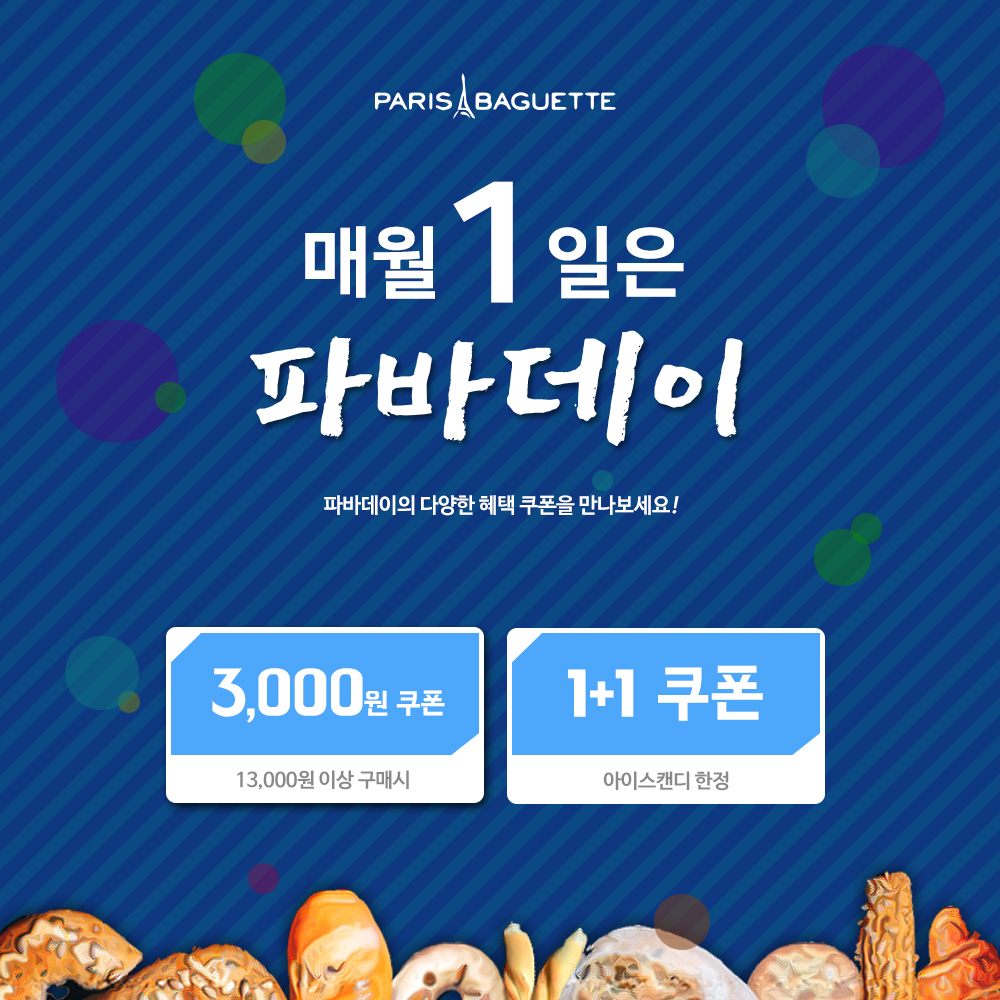 PARIS BAGUETTE
매월 1 일은
파바데이
파바데이의 다양한 혜택 쿠폰을 만나보세요!
3,000원 쿠폰
13,000원 이상 구매시
1+1 쿠폰
아이스캔디 한정